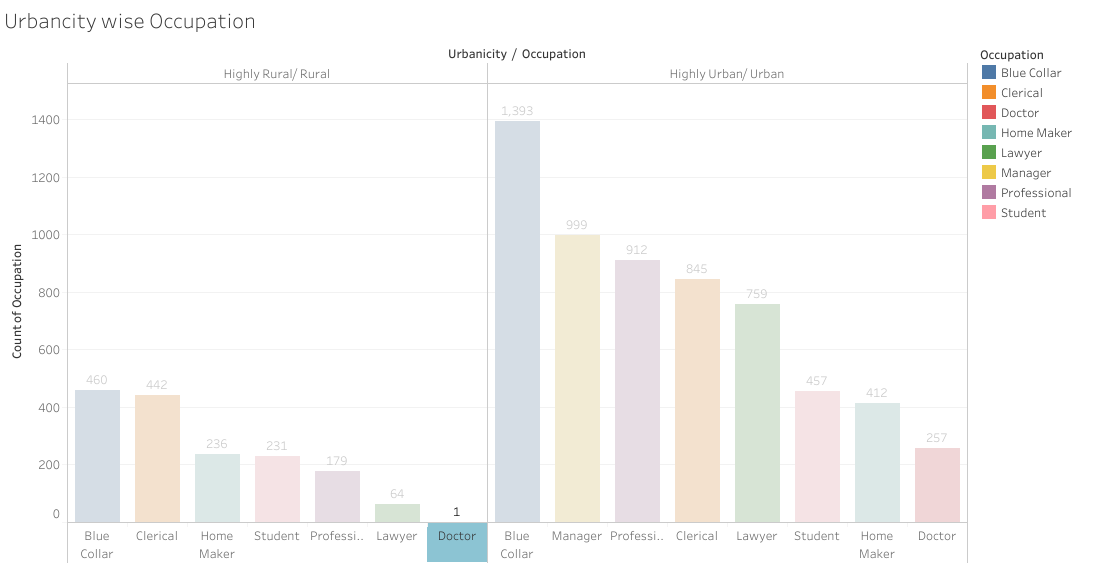 Urbancity wise Occupation
Urbanicity / Occupation
Highly Rural/ Rural
Highly Urban/ Urban
Count of Occupation
1400
1200
1000
800
600
400
200
0
460
442
236
231
179
64
1
1,393
999
912
845
759
457
412
257
Blue Collar
Clerical
Home Maker
Student
Professi..
Lawyer
Doctor
Blue Collar
Manager
Professi..
Clerical
Lawyer
Student
Home Maker
Doctor
Occupation
Blue Collar
Clerical
Doctor
Home Maker
Lawyer
Manager
Professional
Student